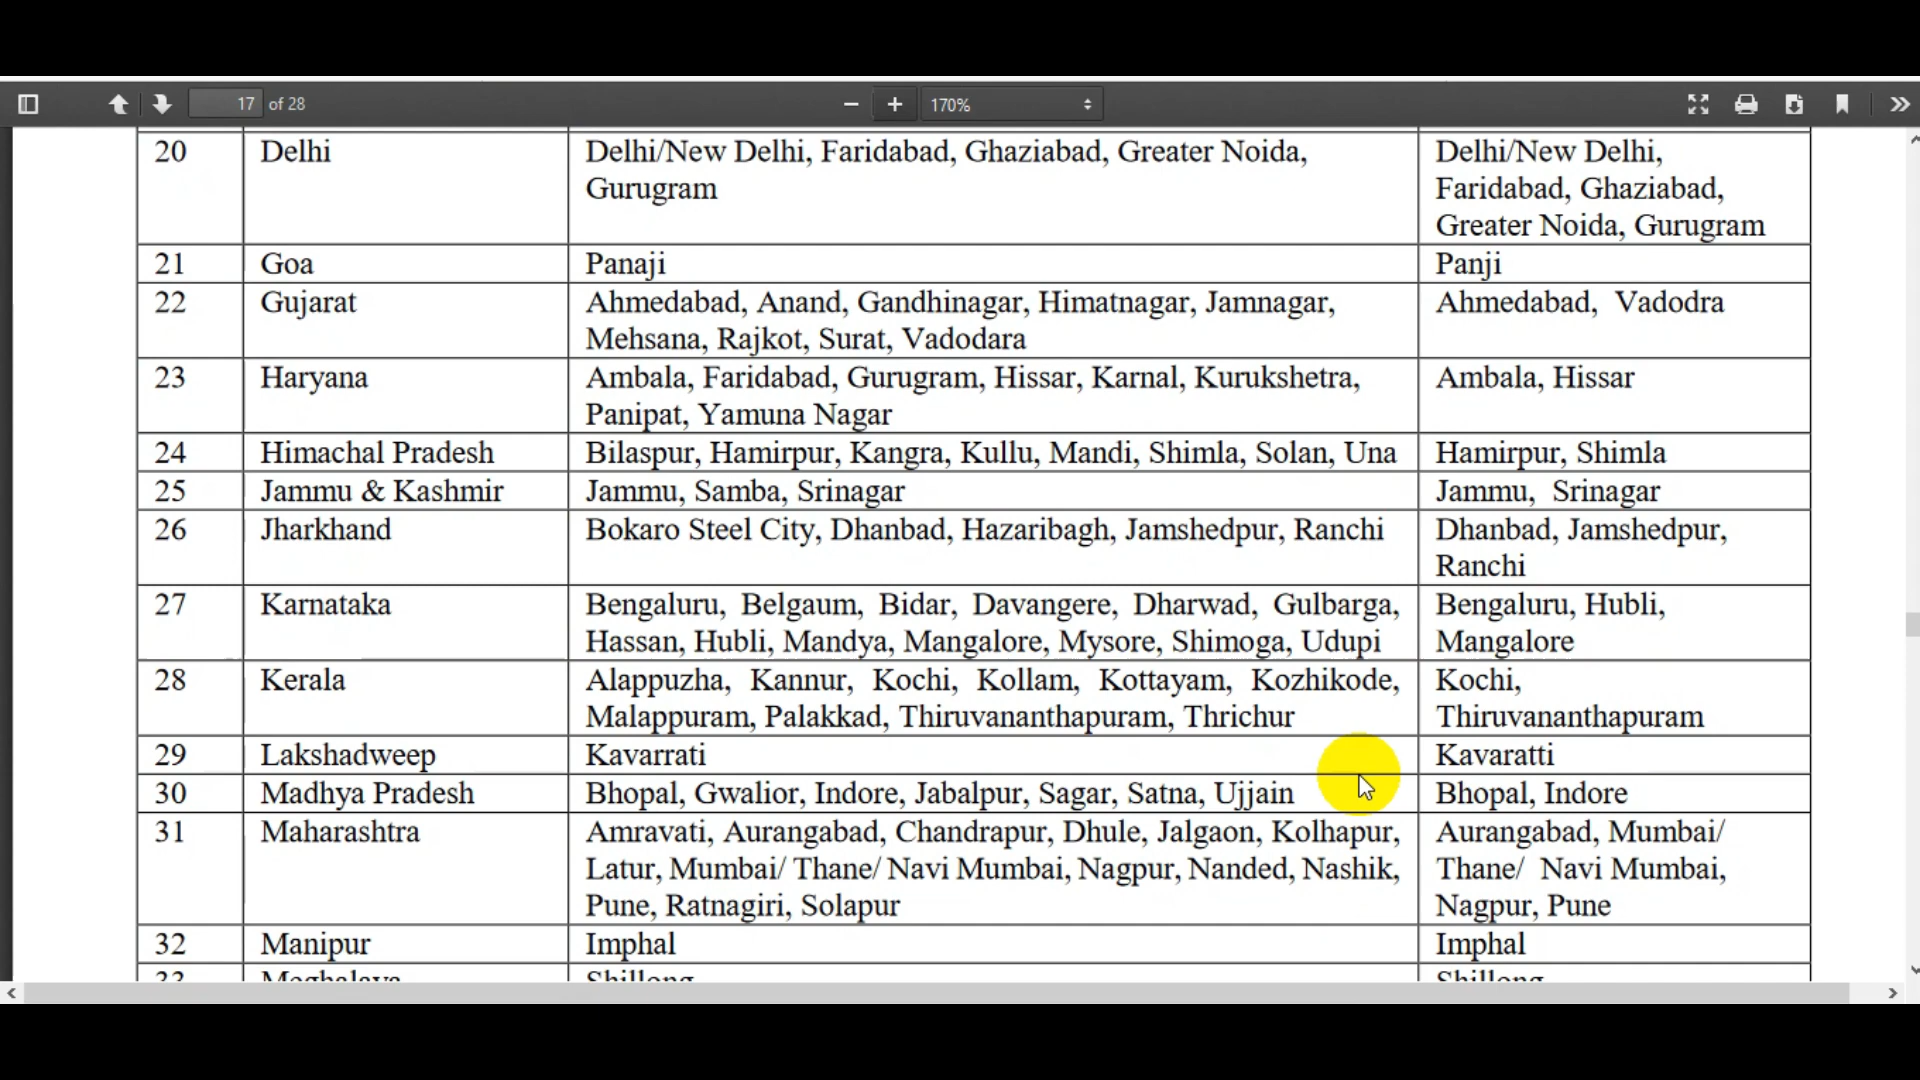 17 of 28
170%
20 Delhi Delhi/New Delhi, Faridabad, Ghaziabad, Greater Noida, Delhi/New Delhi,
Gurugram Faridabad, Ghaziabad,
Greater Noida, Gurugram
21 Goa Panaji Panji
22 Gujarat Ahmedabad, Anand, Gandhinagar, Himatnagar, Jamnagar, Ahmedabad, Vadodra
Mehsana, Rajkot, Surat, Vadodara
23 Haryana Ambala, Faridabad, Gurugram, Hissar, Karnal, Kurukshetra, Ambala, Hissar
Panipat, Yamuna Nagar
24 Himachal Pradesh Bilaspur, Hamirpur, Kangra, Kullu, Mandi, Shimla, Solan, Una Hamirpur, Shimla
25 Jammu & Kashmir Jammu, Samba, Srinagar Jammu, Srinagar
26 Jharkhand Bokaro Steel City, Dhanbad, Hazaribagh, Jamshedpur, Ranchi Dhanbad, Jamshedpur,
Ranchi
27 Karnataka Bengaluru, Belgaum, Bidar, Davangere, Dharwad, Gulbarga, Bengaluru, Hubli,
Hassan, Hubli, Mandya, Mangalore, Mysore, Shimoga, Udupi Mangalore
28 Kerala Alappuzha, Kannur, Kochi, Kollam, Kottayam, Kozhikode, Kochi,
Malappuram, Palakkad, Thiruvananthapuram, Thrichur Thiruvananthapuram
29 Lakshadweep Kavarrati Kavaratti
30 Madhya Pradesh Bhopal, Gwalior, Indore, Jabalpur, Sagar, Satna, Ujjain Bhopal, Indore
31 Maharashtra Amravati, Aurangabad, Chandrapur, Dhule, Jalgaon, Kolhapur, Aurangabad, Mumbai/
Latur, Mumbai/ Thane/ Navi Mumbai, Nagpur, Nanded, Nashik, Thane/ Navi Mumbai,
Pune, Ratnagiri, Solapur Nagpur, Pune
32 Manipur Imphal Imphal
33 Meghalaya Shillong Shillong